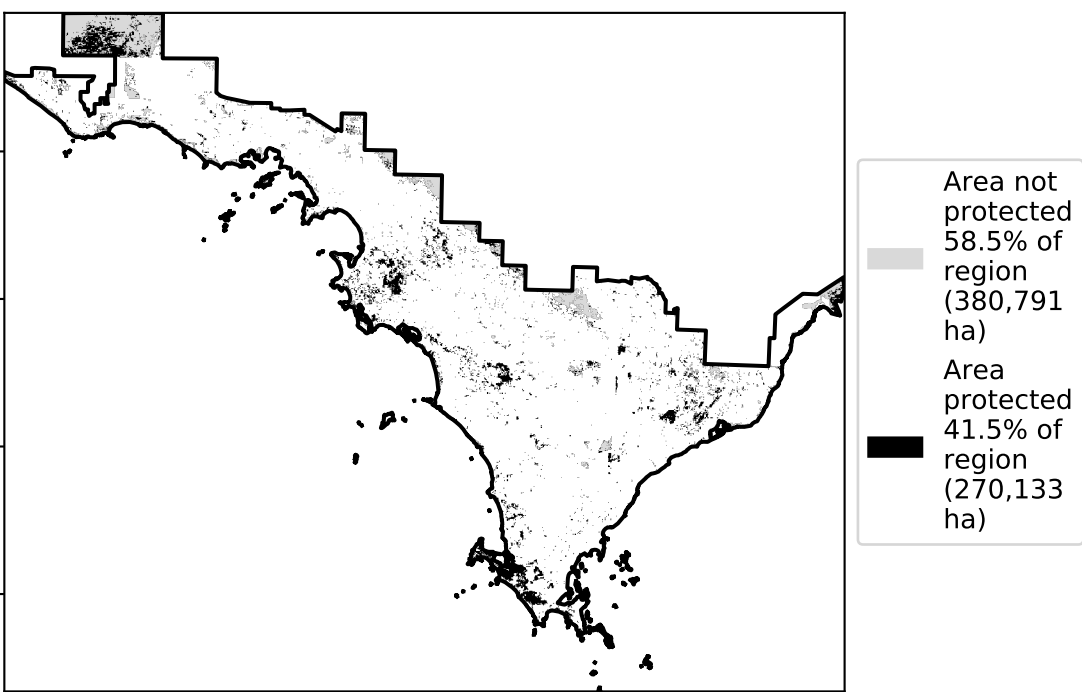 Area not
protected
58.5% of
region
(380,791
ha)
Area
protected
41.5% of
region
(270,133
ha)